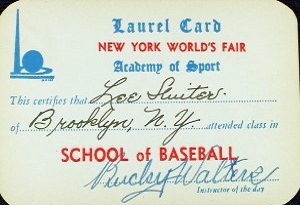 Laurel Card
NEW YORK WORLD'S FAIR
Academy of Sport
This certifies that Lee Sluiter
of Brooklyn, N.Y. attended class in
SCHOOL of BASEBALL
Bucky Walters
Instructor of the day